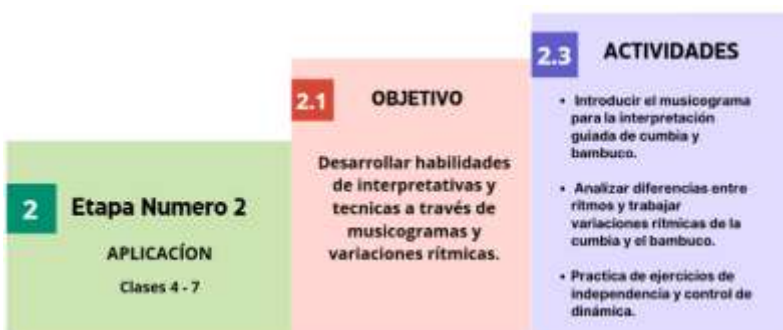 2
Etapa Numero 2
APLICACÍON
Clases 4 - 7
2.1
OBJETIVO
Desarrollar habilidades
de interpretativas y
tecnicas a través de
musicogramas y
variaciones rítmicas.
2.3
ACTIVIDADES
• Introducir el musicograma
para la interpretación
guiada de cumbia y
bambuco.
• Analizar diferencias entre
ritmos y trabajar
variaciones rítmicas de la
cumbia y el bambuco.
• Practica de ejercicios de
independencia y control de
dinámica.